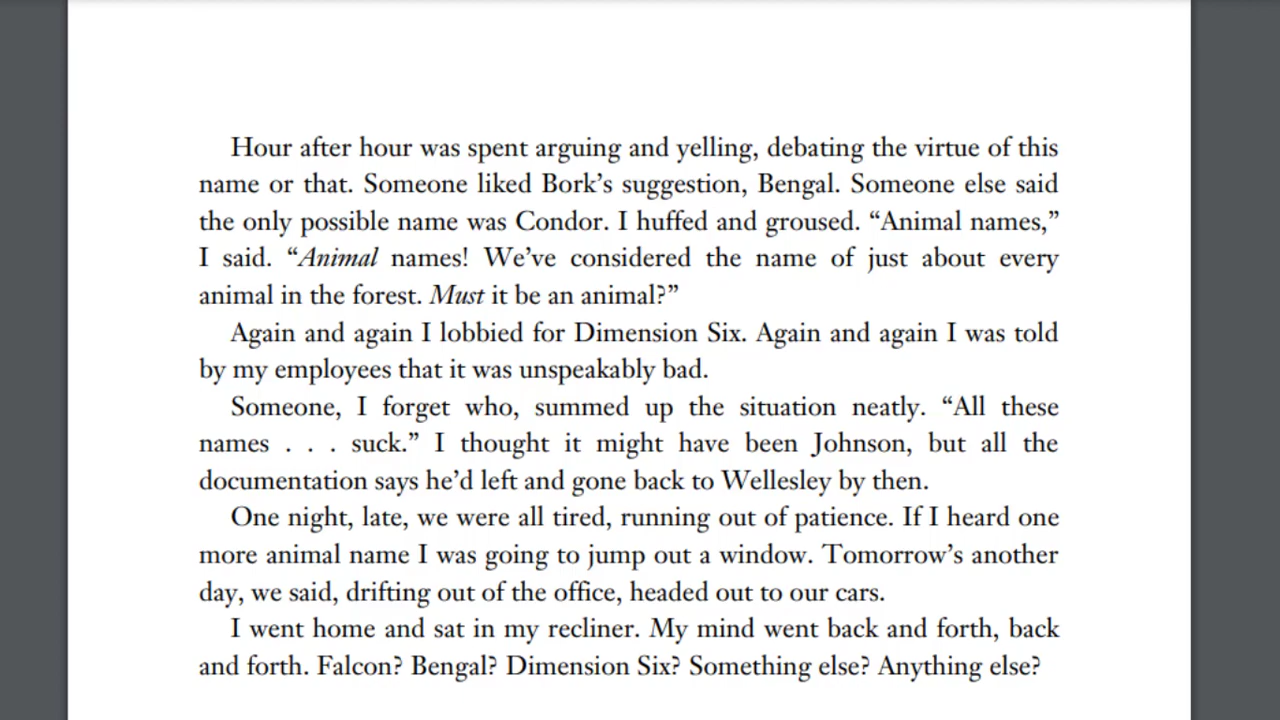 Hour after hour was spent arguing and yelling, debating the virtue of this
name or that. Someone liked Bork’s suggestion, Bengal. Someone else said
the only possible name was Condor. I huffed and groused. “Animal names,”
I said. “Animal names! We’ve considered the name of just about every
animal in the forest. Must it be an animal?”
Again and again I lobbied for Dimension Six. Again and again I was told
by my employees that it was unspeakably bad.
Someone, I forget who, summed up the situation neatly. “All these
names . . . suck.” I thought it might have been Johnson, but all the
documentation says he’d left and gone back to Wellesley by then.
One night, late, we were all tired, running out of patience. If I heard one
more animal name I was going to jump out a window. Tomorrow’s another
day, we said, drifting out of the office, headed out to our cars.
I went home and sat in my recliner. My mind went back and forth, back
and forth. Falcon? Bengal? Dimension Six? Something else? Anything else?